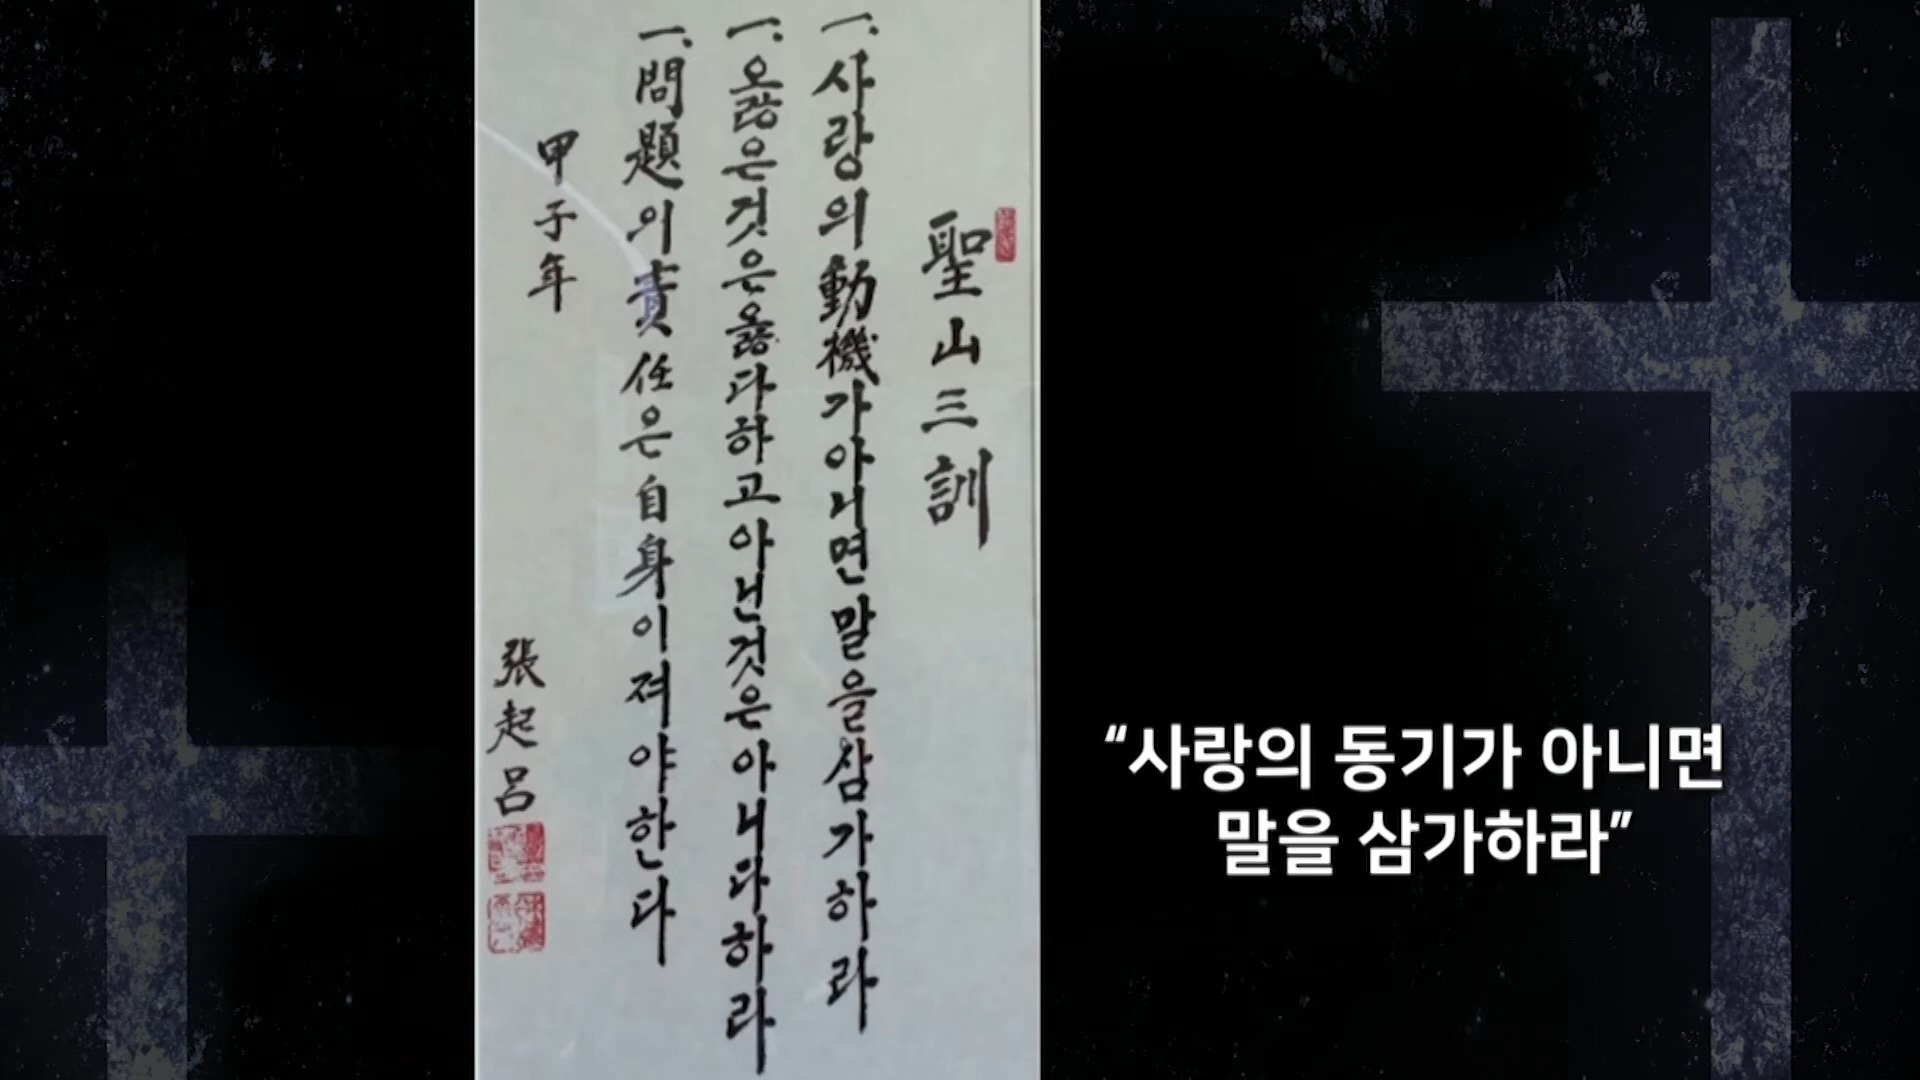 聖山三訓
一. 사랑의 動機가 아니면 말을 삼가하라
一. 옳은 것은 옳다하고 아닌것은 아니다하라
一. 問題의 責任은 自身이져야한다
甲子年
張起呂
“사랑의 동기가 아니면
말을 삼가하라”